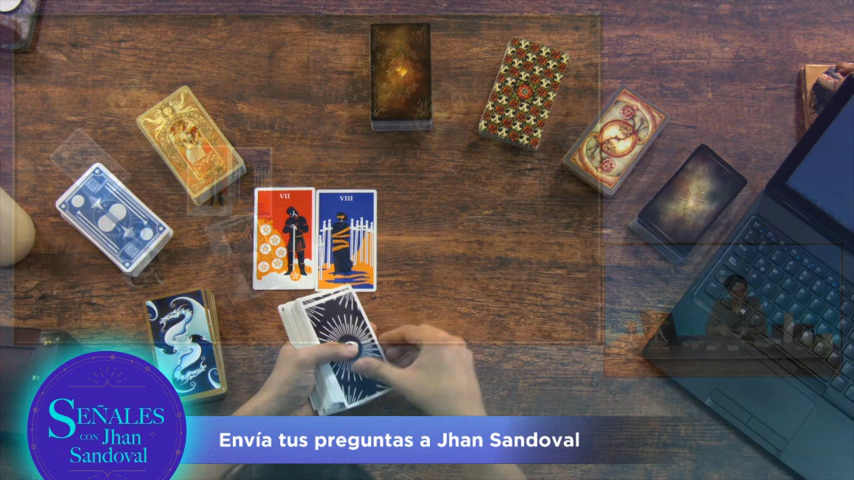 VII
VIII
SEÑALES
CON Jhan
Sandoval
Envía tus preguntas a Jhan Sandoval